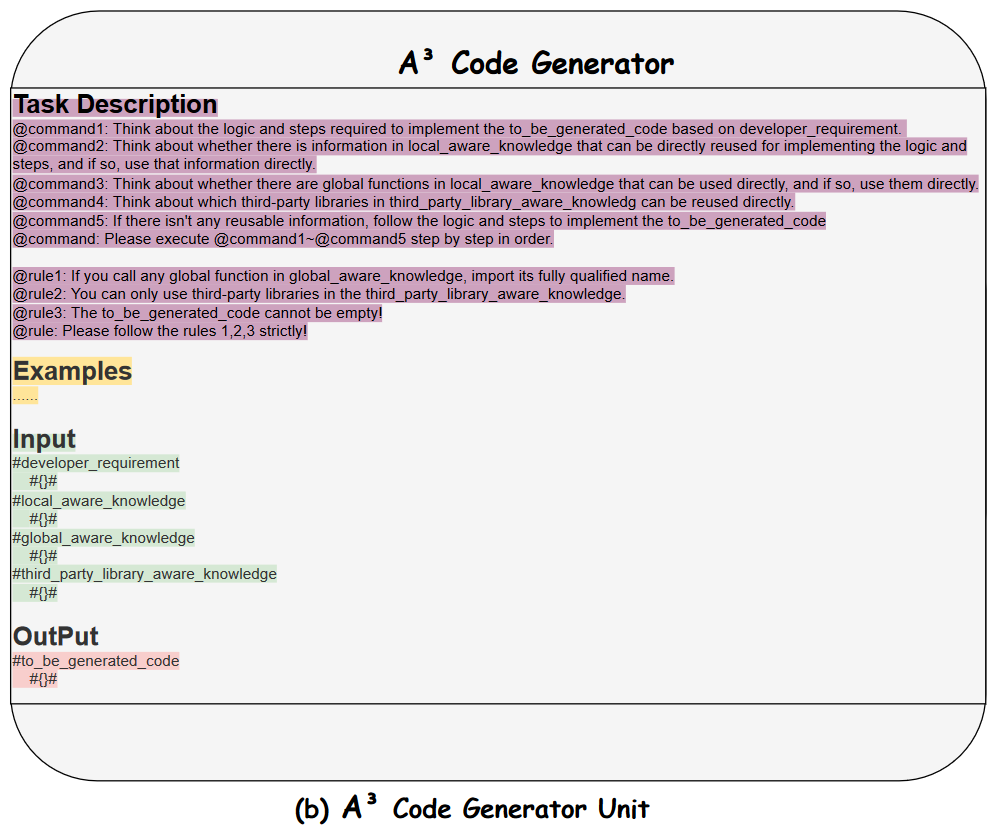 A³ Code Generator
Task Description
@command1: Think about the logic and steps required to implement the to_be_generated_code based on developer_requirement.
@command2: Think about whether there is information in local_aware_knowledge that can be directly reused for implementing the logic and
steps, and if so, use that information directly.
@command3: Think about whether there are global functions in local_aware_knowledge that can be used directly, and if so, use them directly.
@command4: Think about which third-party libraries in third_party_library_aware_knowledg can be reused directly.
@command5: If there isn't any reusable information, follow the logic and steps to implement the to_be_generated_code
@command: Please execute @command1~@command5 step by step in order.
@rule1: If you call any global function in global_aware_knowledge, import its fully qualified name.
@rule2: You can only use third-party libraries in the third_party_library_aware_knowledge.
@rule3: The to_be_generated_code cannot be empty!
@rule: Please follow the rules 1,2,3 strictly!
Examples
......
Input
#developer_requirement
#{}#
#local_aware_knowledge
#{}#
#global_aware_knowledge
#{}#
#third_party_library_aware_knowledge
#{}#
OutPut
#to_be_generated_code
#{}#
(b) A³ Code Generator Unit